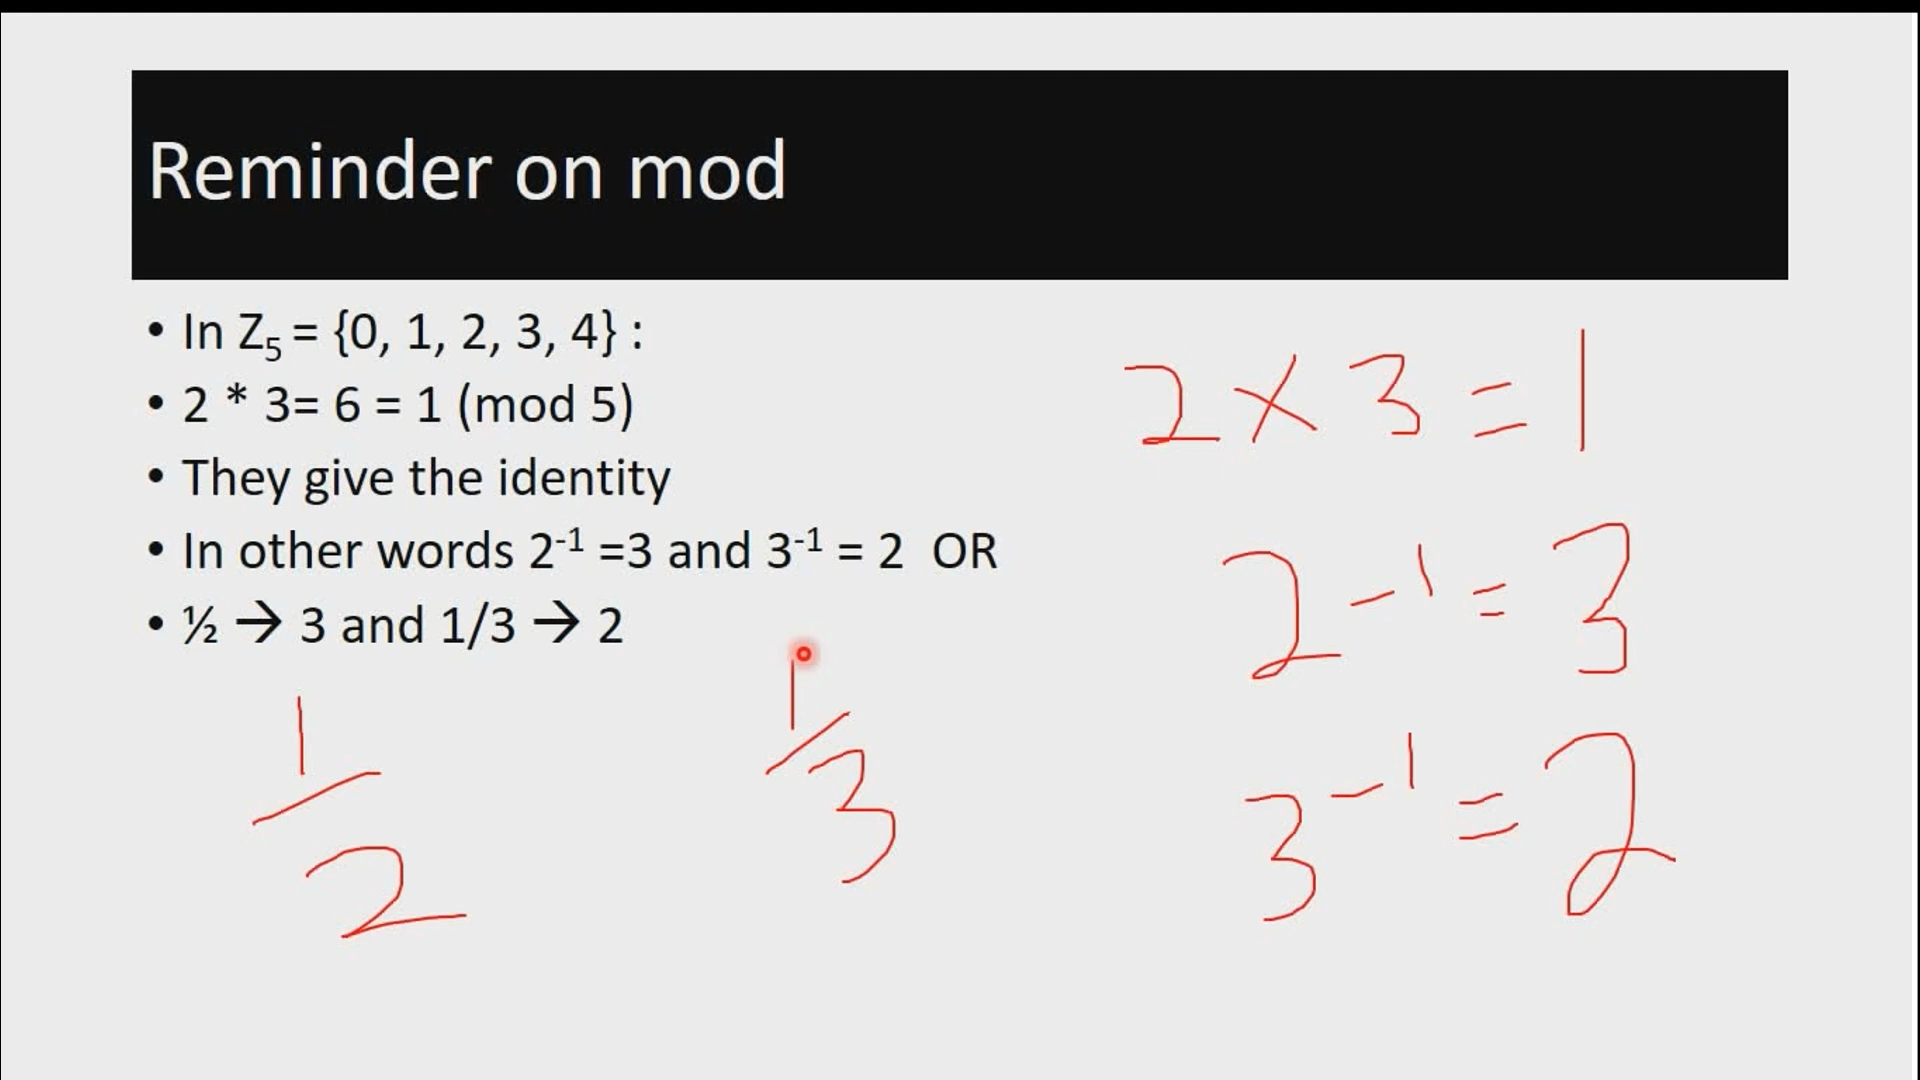 Reminder on mod
• In Z₅ = {0, 1, 2, 3, 4} :
• 2 * 3= 6 = 1 (mod 5)
• They give the identity
• In other words 2⁻¹ =3 and 3⁻¹ = 2 OR
• ½ → 3 and 1/3 → 2
2 × 3 = 1
2⁻¹ = 3
3⁻¹ = 2
1/2
1/3